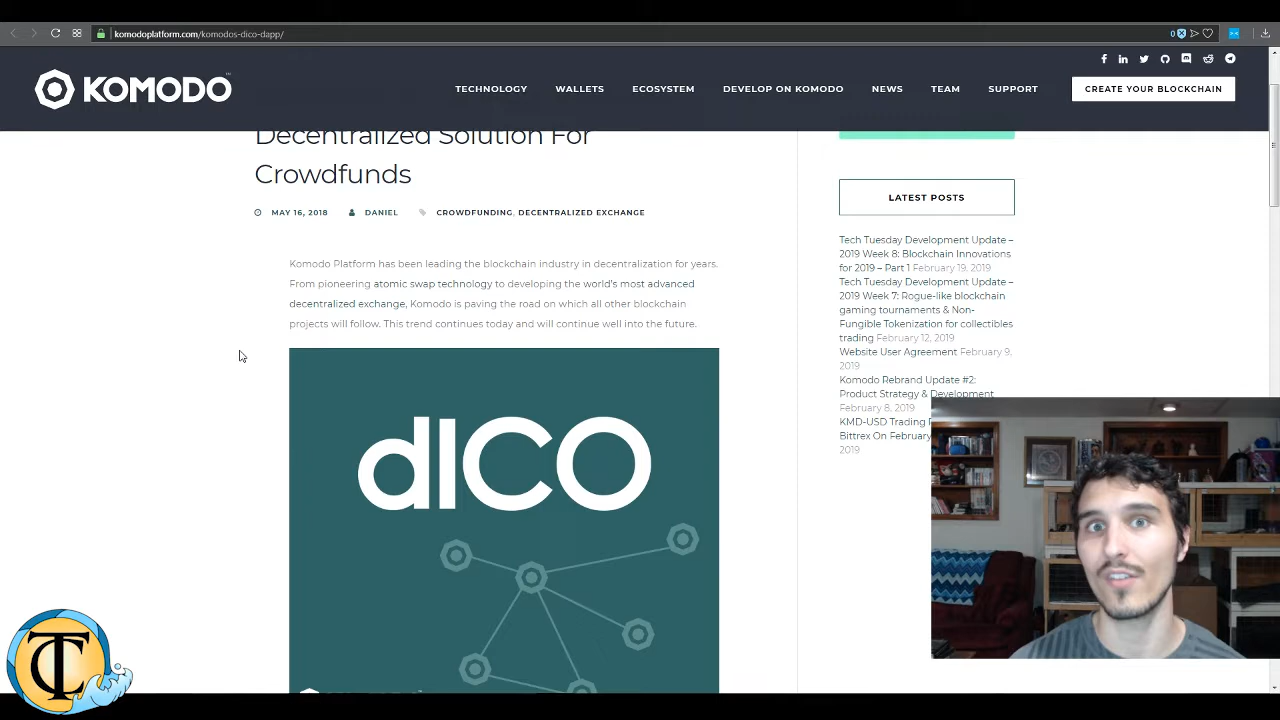 komodoplatform.com/komodos-dico-dapp/
0
KOMODO
TECHNOLOGY WALLETS ECOSYSTEM DEVELOP ON KOMODO NEWS TEAM SUPPORT CREATE YOUR BLOCKCHAIN
Decentralized Solution For
Crowdfunds
MAY 16, 2018 DANIEL CROWDFUNDING, DECENTRALIZED EXCHANGE
Komodo Platform has been leading the blockchain industry in decentralization for years.
From pioneering atomic swap technology to developing the world's most advanced
decentralized exchange, Komodo is paving the road on which all other blockchain
projects will follow. This trend continues today and will continue well into the future.
dICO
LATEST POSTS
Tech Tuesday Development Update –
2019 Week 8: Blockchain Innovations
for 2019 – Part 1 February 19, 2019
Tech Tuesday Development Update –
2019 Week 7: Rogue-like blockchain
gaming tournaments & Non-
Fungible Tokenization for collectibles
trading February 12, 2019
Website User Agreement February 9,
2019
Komodo Rebrand Update #2:
Product Strategy & Development
February 8, 2019
KMD-USD Trading
Bittrex On February
2019
TC